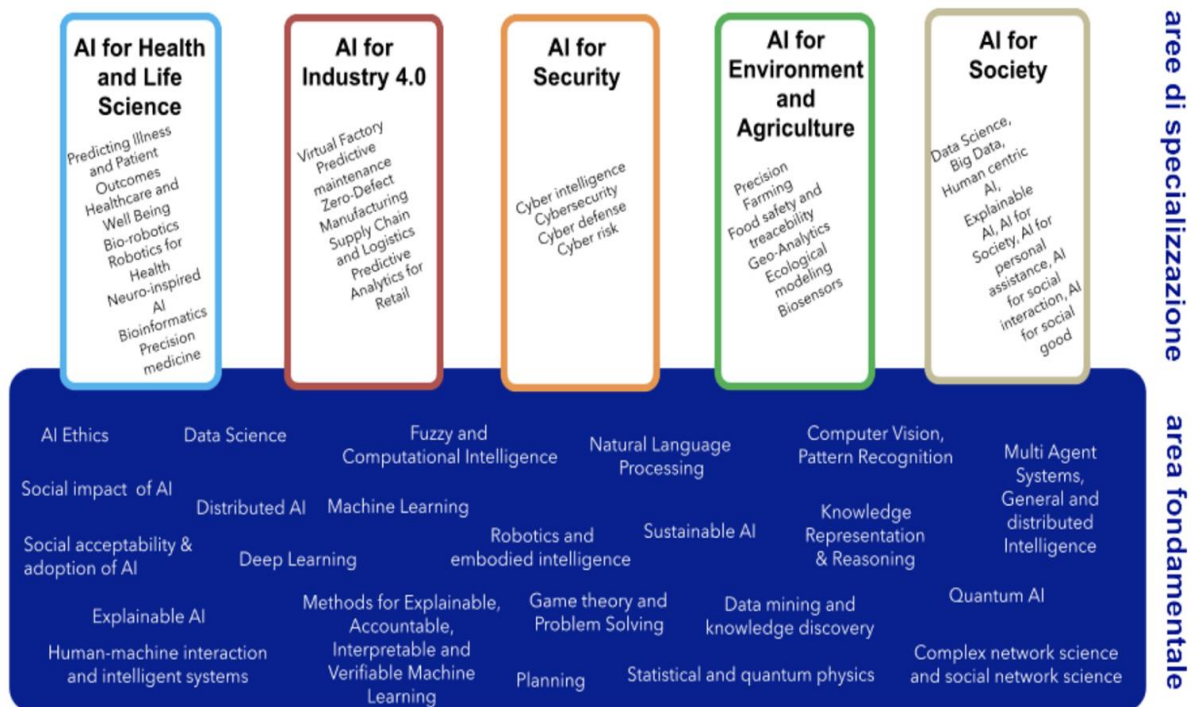 AI for Health
and Life
Science
Predicting Illness
and Patient
Outcomes
Healthcare and
Well Being
Bio-robotics
Robotics for
Health
Neuro-inspired
AI
Bioinformatics
Precision
medicine
AI for
Industry 4.0
Virtual Factory
Predictive
maintenance
Zero-Defect
Manufacturing
Supply Chain
and Logistics
Predictive
Analytics for
Retail
AI for
Security
Cyber intelligence
Cybersecurity
Cyber defense
Cyber risk
AI for
Environment
and
Agriculture
Precision
Farming
Food safety and
treacebility
Geo-Analytics
Ecological
modeling
Biosensors
AI for
Society
Data Science,
Big Data,
Human centric
AI,
Explainable
AI, AI for
Society, AI for
personal
assistance, AI
for social
interaction, AI
for social
good
aree di specializzazione
AI Ethics
Data Science
Fuzzy and
Computational Intelligence
Natural Language
Processing
Computer Vision,
Pattern Recognition
Multi Agent
Systems,
General and
distributed
Intelligence
Social impact of AI
Distributed AI
Machine Learning
Robotics and
embodied intelligence
Sustainable AI
Knowledge
Representation
& Reasoning
Social acceptability &
adoption of AI
Deep Learning
Explainable AI
Methods for Explainable,
Accountable,
Interpretable and
Verifiable Machine
Learning
Game theory and
Problem Solving
Data mining and
knowledge discovery
Quantum AI
Human-machine interaction
and intelligent systems
Planning
Statistical and quantum physics
Complex network science
and social network science
area fondamentale